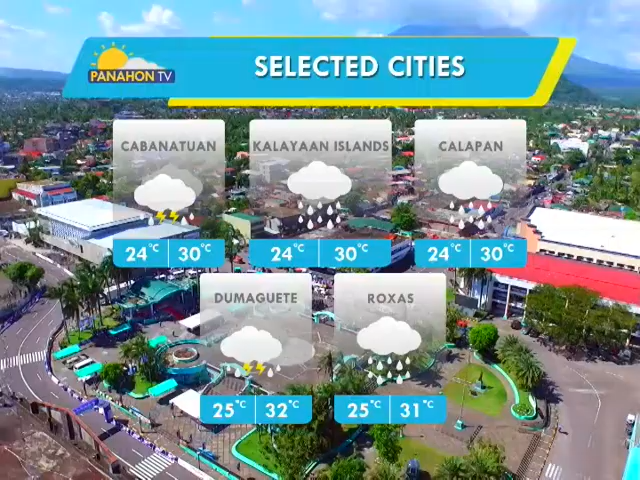 PANAHON TV
SELECTED CITIES
CABANATUAN
24°C 30°C
KALAYAAN ISLANDS
24°C 30°C
CALAPAN
24°C 30°C
DUMAGUETE
25°C 32°C
ROXAS
25°C 31°C